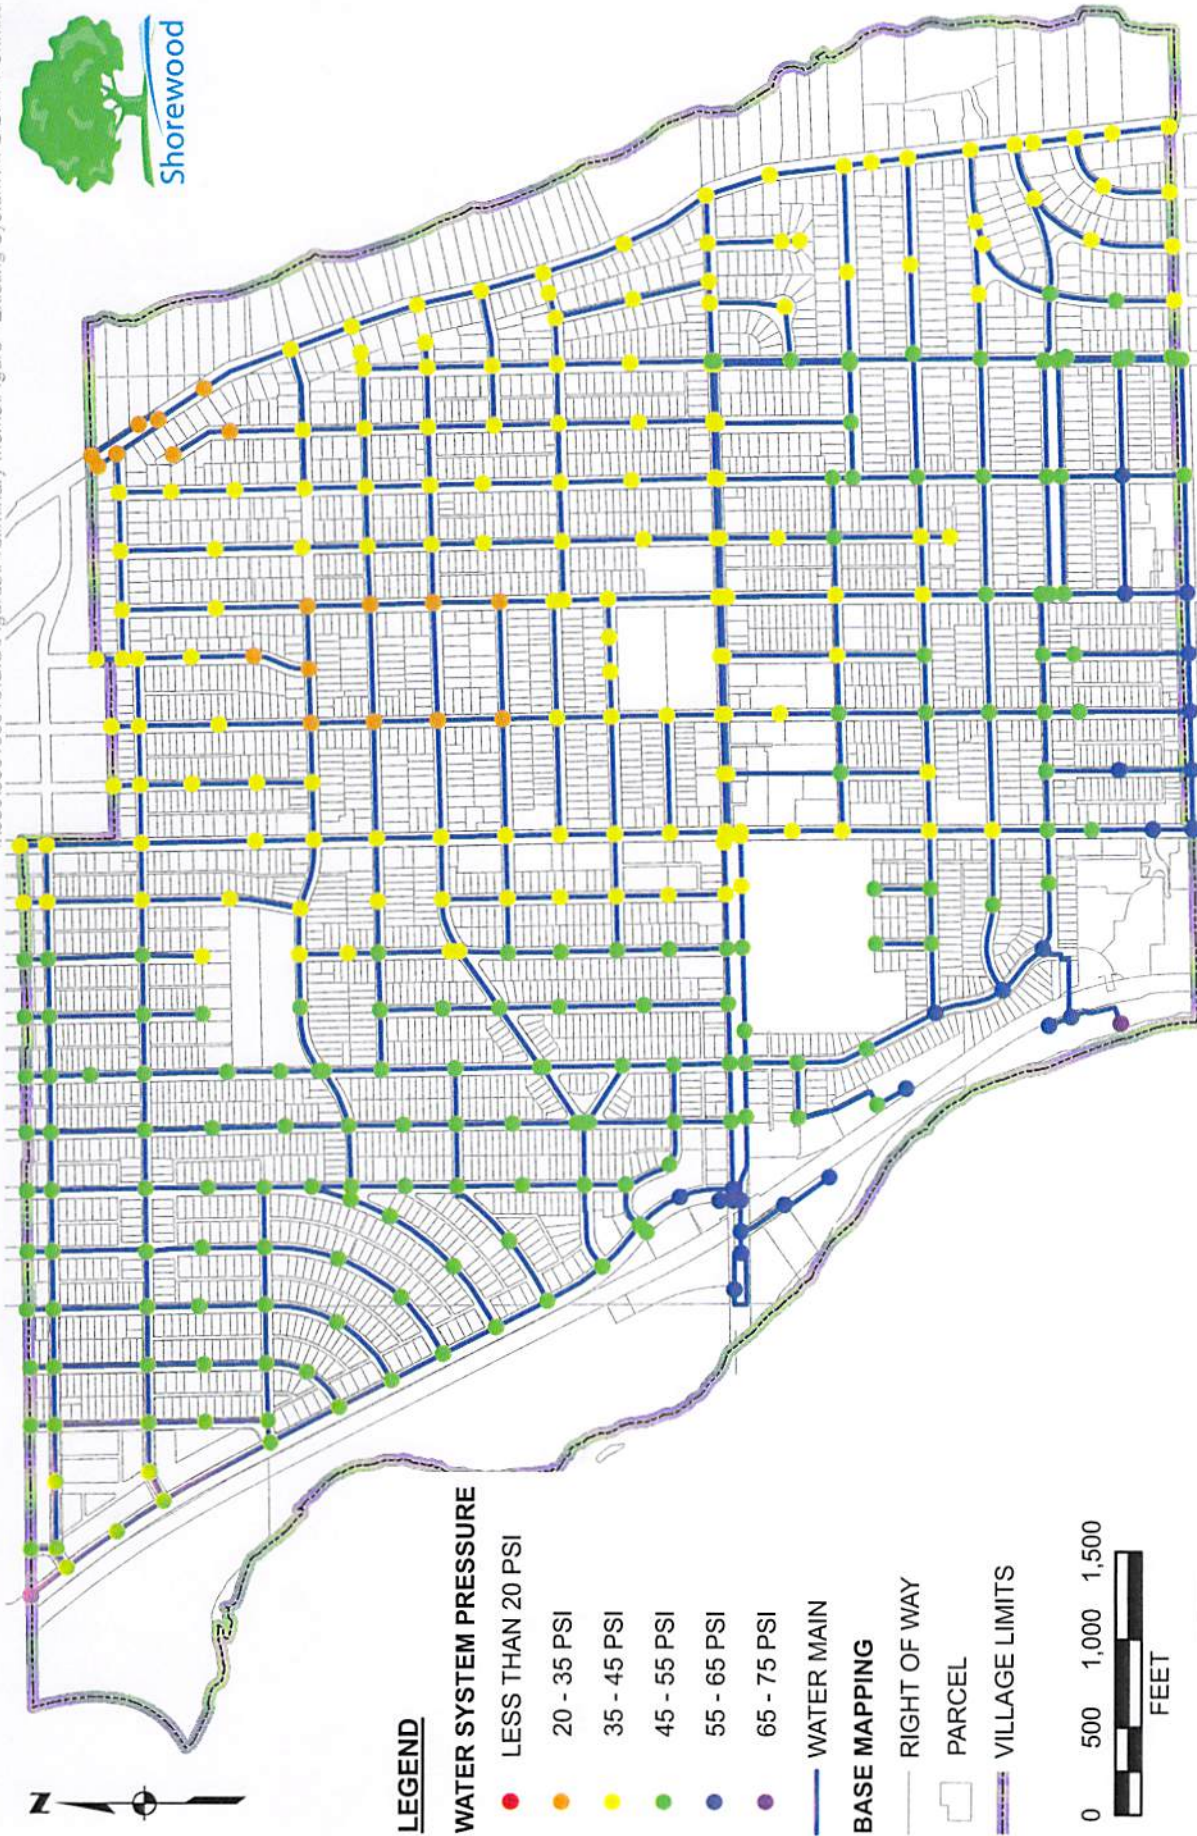 Shorewood
N
LEGEND
WATER SYSTEM PRESSURE
LESS THAN 20 PSI
20 - 35 PSI
35 - 45 PSI
45 - 55 PSI
55 - 65 PSI
65 - 75 PSI
WATER MAIN
BASE MAPPING
RIGHT OF WAY
PARCEL
VILLAGE LIMITS
0 500 1,000 1,500
FEET